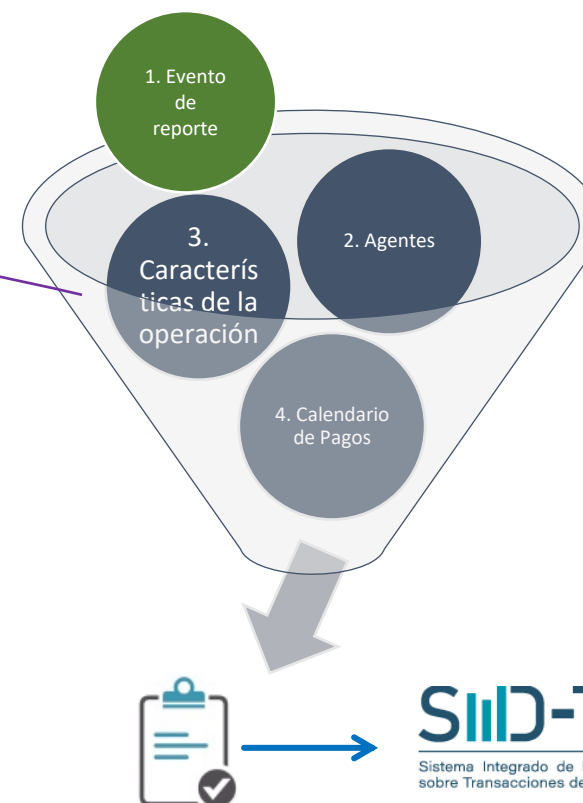 1. Evento
de
reporte
3.
Caracterís
ticas de la
operación
2. Agentes
4. Calendario
de Pagos
SIID-
Sistema Integrado de
sobre Transacciones de